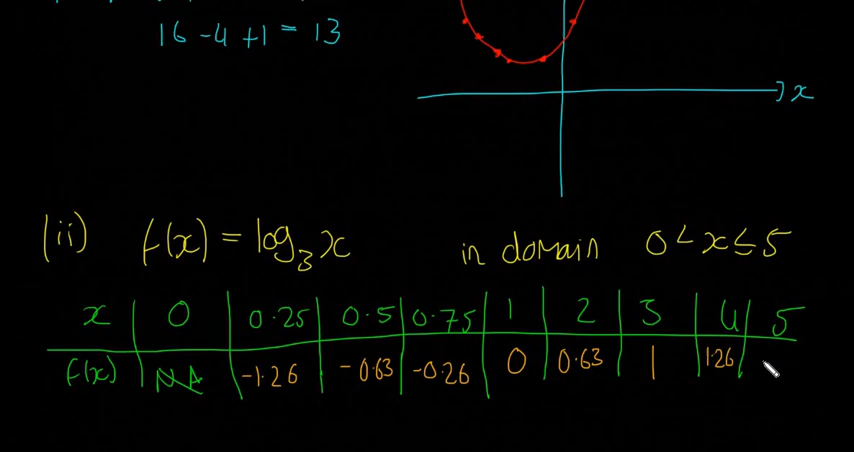 16 - 4 + 1 = 13
x
(ii) f(x) = log₃x in domain 0 < x ≤ 5
x 0 0.25 0.5 0.75 1 2 3 4 5
f(x) NA -1.26 -0.63 -0.26 0 0.63 1 1.26